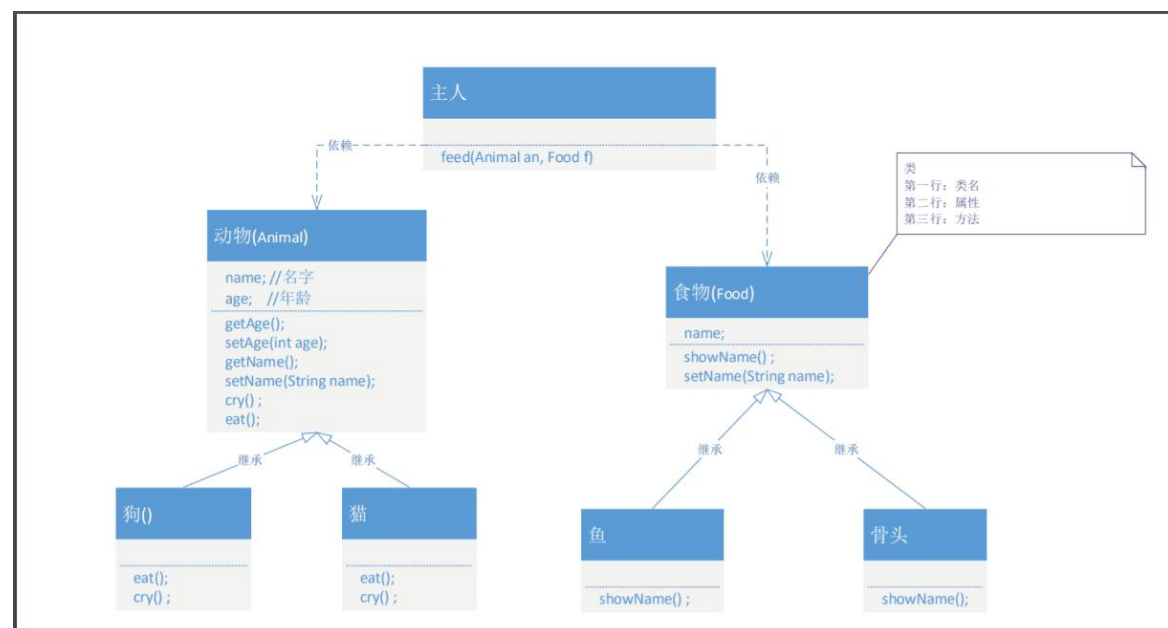 主人
feed(Animal an, Food f)
依赖
依赖
类
第一行：类名
第二行：属性
第三行：方法
动物(Animal)
name; //名字
age; //年龄
getAge();
setAge(int age);
getName();
setName(String name);
cry() ;
eat();
食物(Food)
name;
showName() ;
setName(String name);
继承
继承
继承
继承
狗()
eat();
cry() ;
猫
eat();
cry() ;
鱼
showName() ;
骨头
showName();